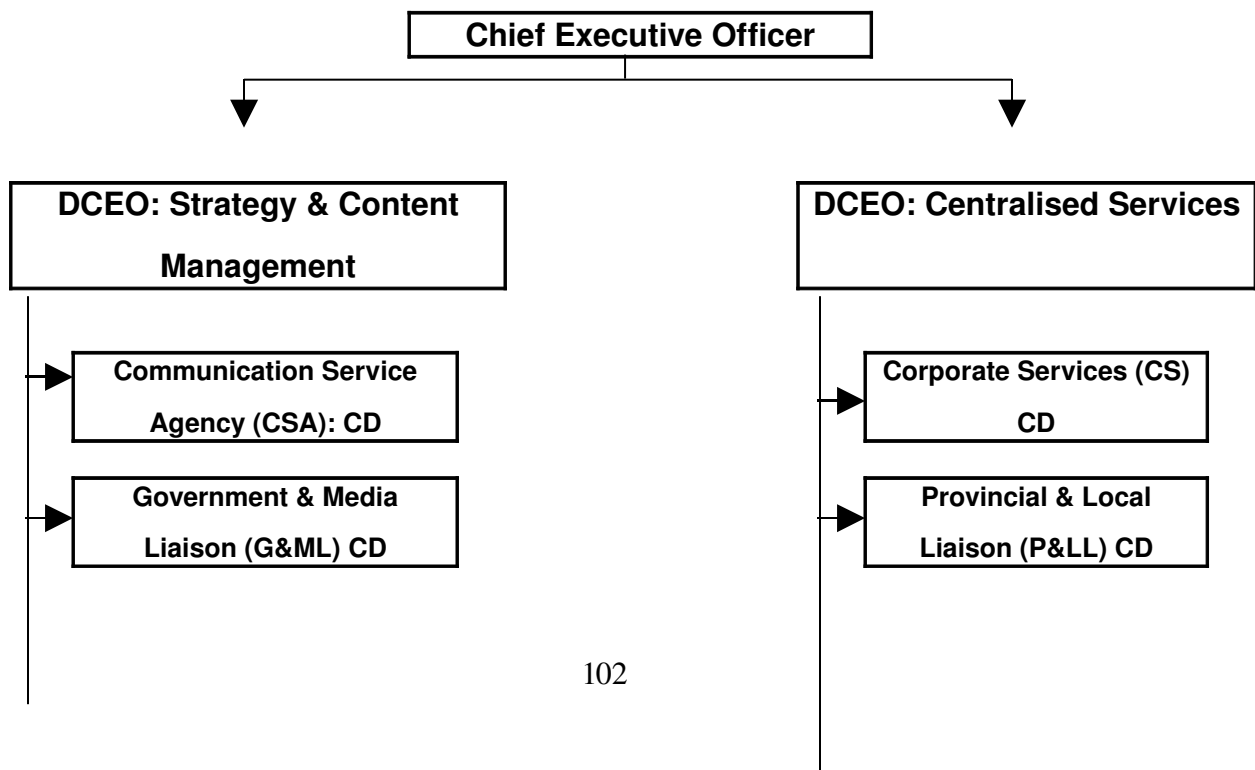 Chief Executive Officer
DCEO: Strategy & Content
Management
DCEO: Centralised Services
Communication Service
Agency (CSA): CD
Government & Media
Liaison (G&ML) CD
Corporate Services (CS)
CD
Provincial & Local
Liaison (P&LL) CD
102